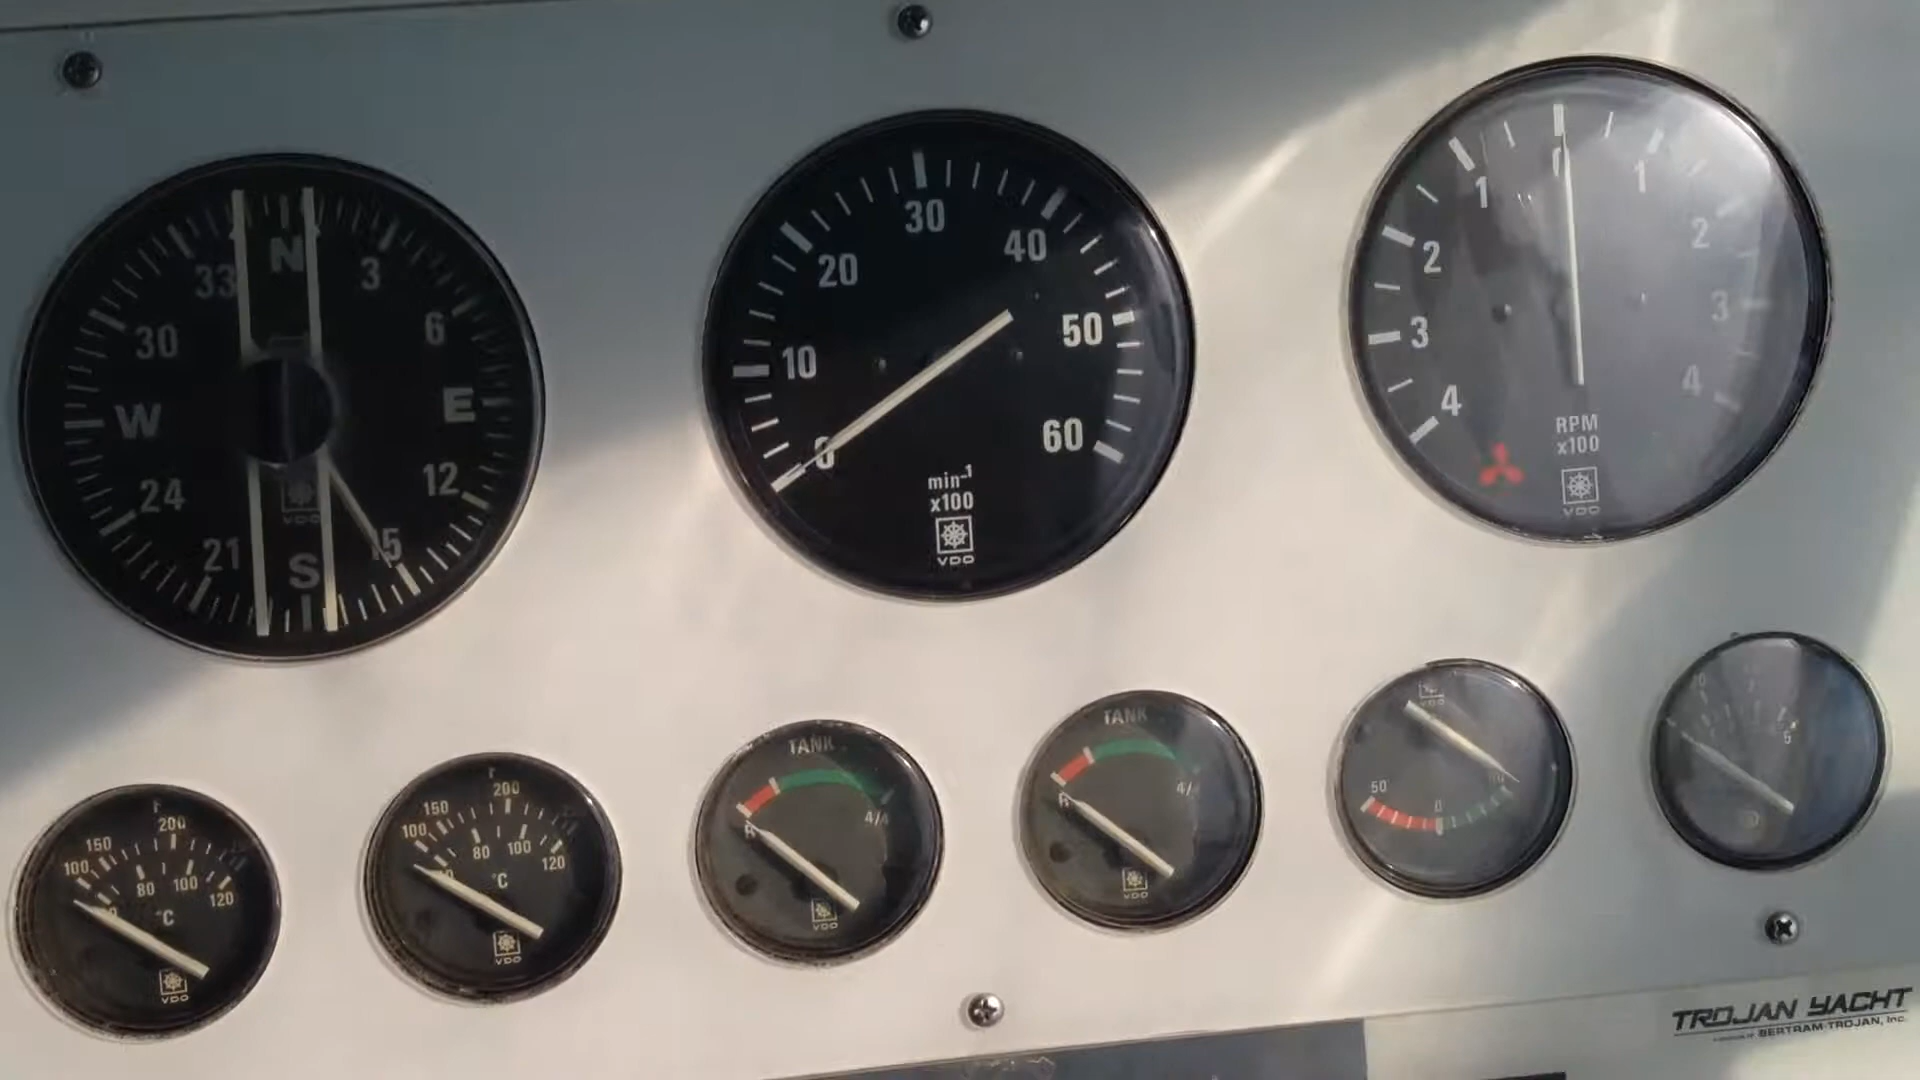 N
33
3
30
6
W
E
24
12
21
15
S
VDO
30
20
40
10
50
0
60
min⁻¹
x100
VDO
0
1
1
2
2
3
3
4
4
RPM
x100
VDO
F
200
150
100
80
100
120
°C
VDO
200
150
100
80
100
120
°C
VDO
TANK
R
4/4
VDO
TANK
R
4/
VDO
VDO
50
0
5
TROJAN YACHT
BERTRAM-TROJAN, Inc.